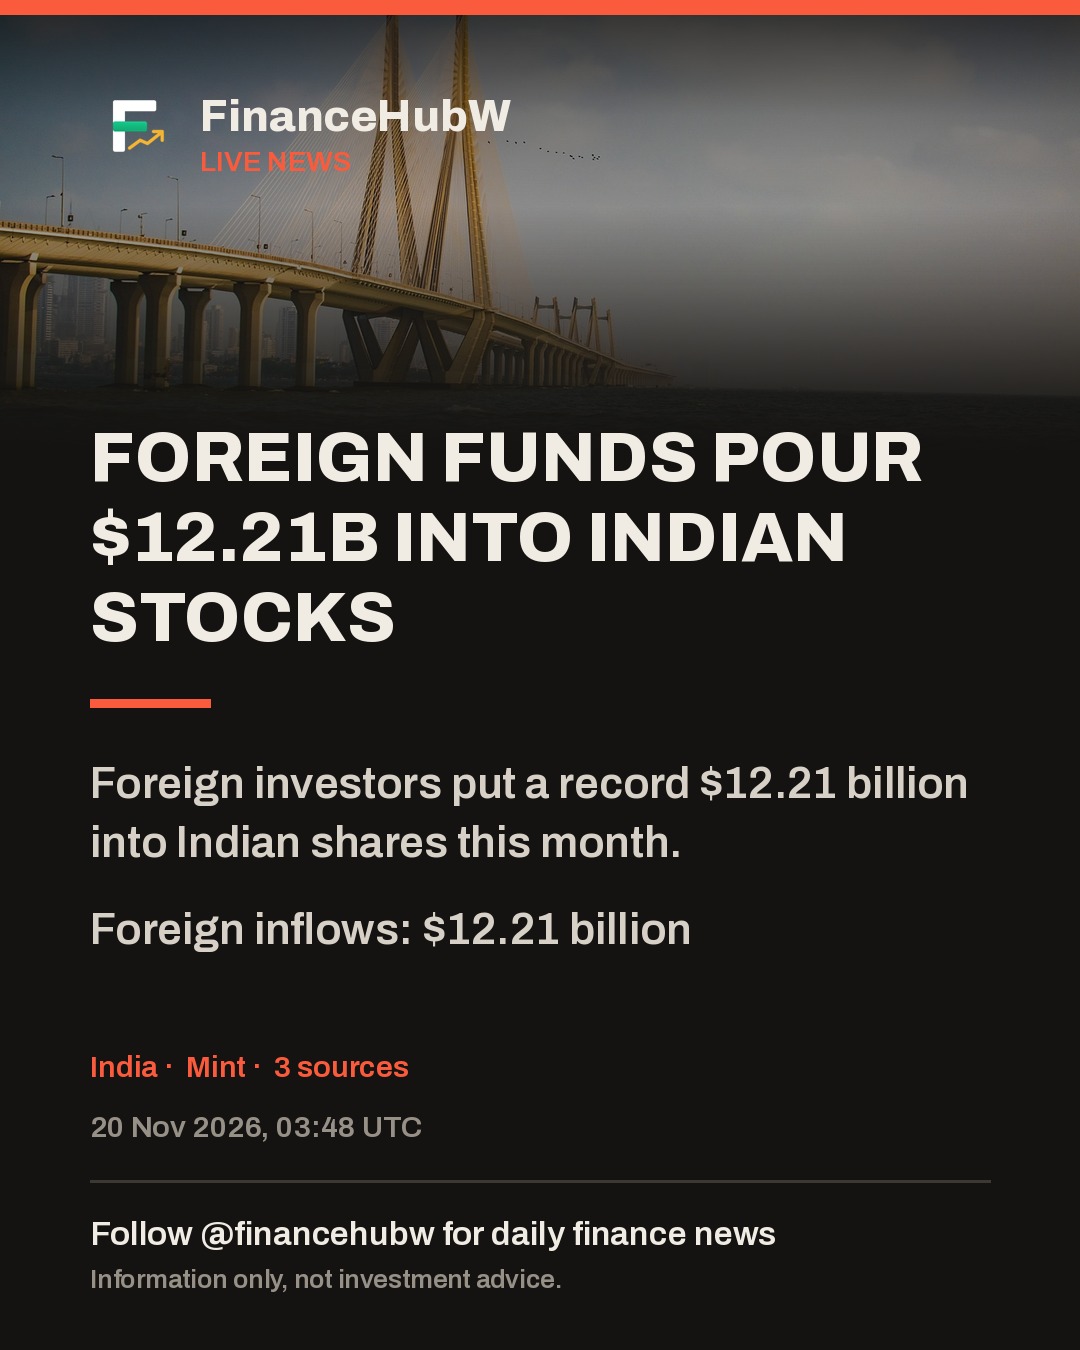 FinanceHubW
LIVE NEWS
FOREIGN FUNDS POUR
$12.21B INTO INDIAN
STOCKS
Foreign investors put a record $12.21 billion
into Indian shares this month.
Foreign inflows: $12.21 billion
India · Mint · 3 sources
20 Nov 2026, 03:48 UTC
Follow @financehubw for daily finance news
Information only, not investment advice.